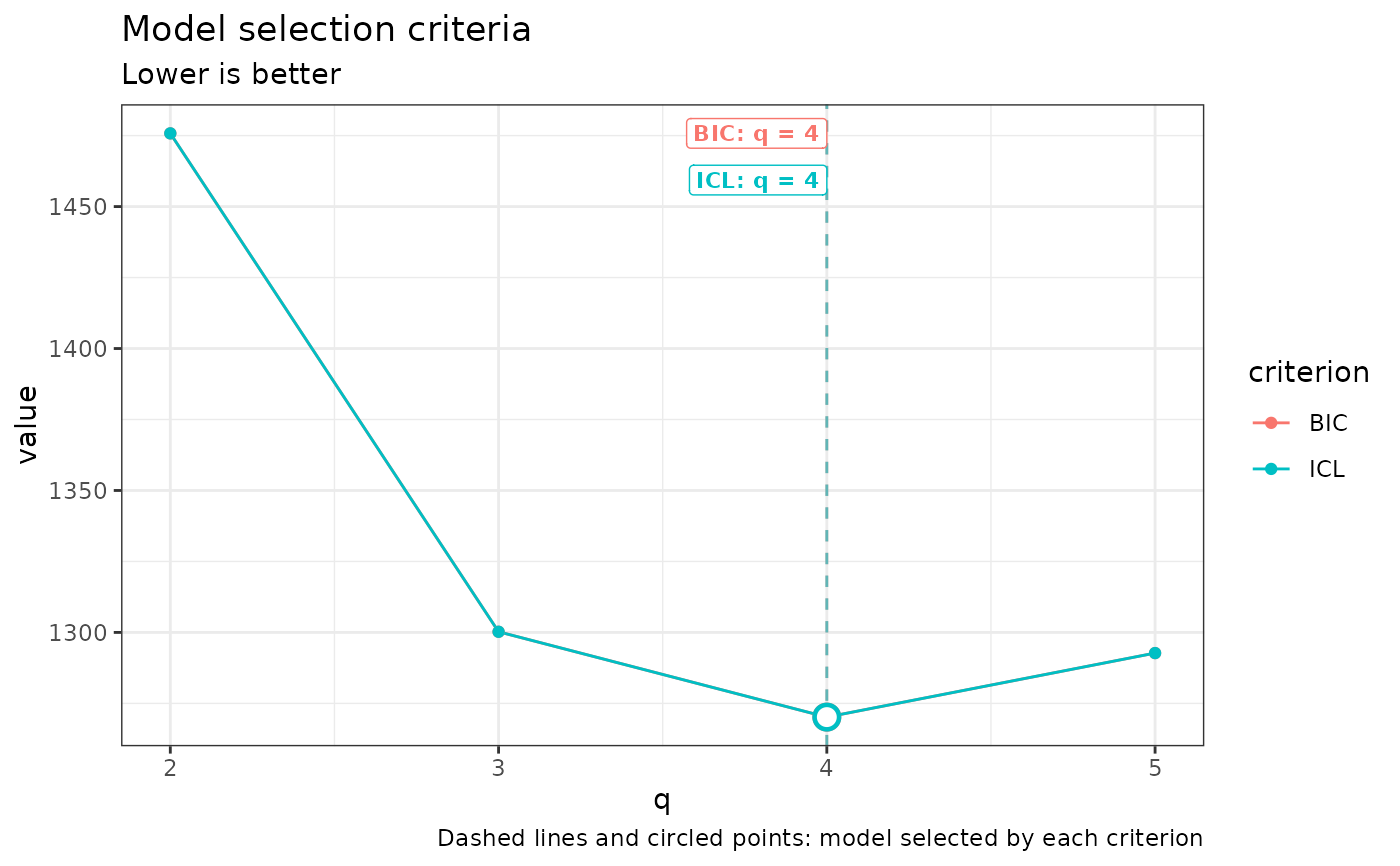 Model selection criteria
Lower is better
BIC: q = 4
ICL: q = 4
1450
1400
1350
1300
value
2 3 4 5
q
criterion
BIC
ICL
Dashed lines and circled points: model selected by each criterion